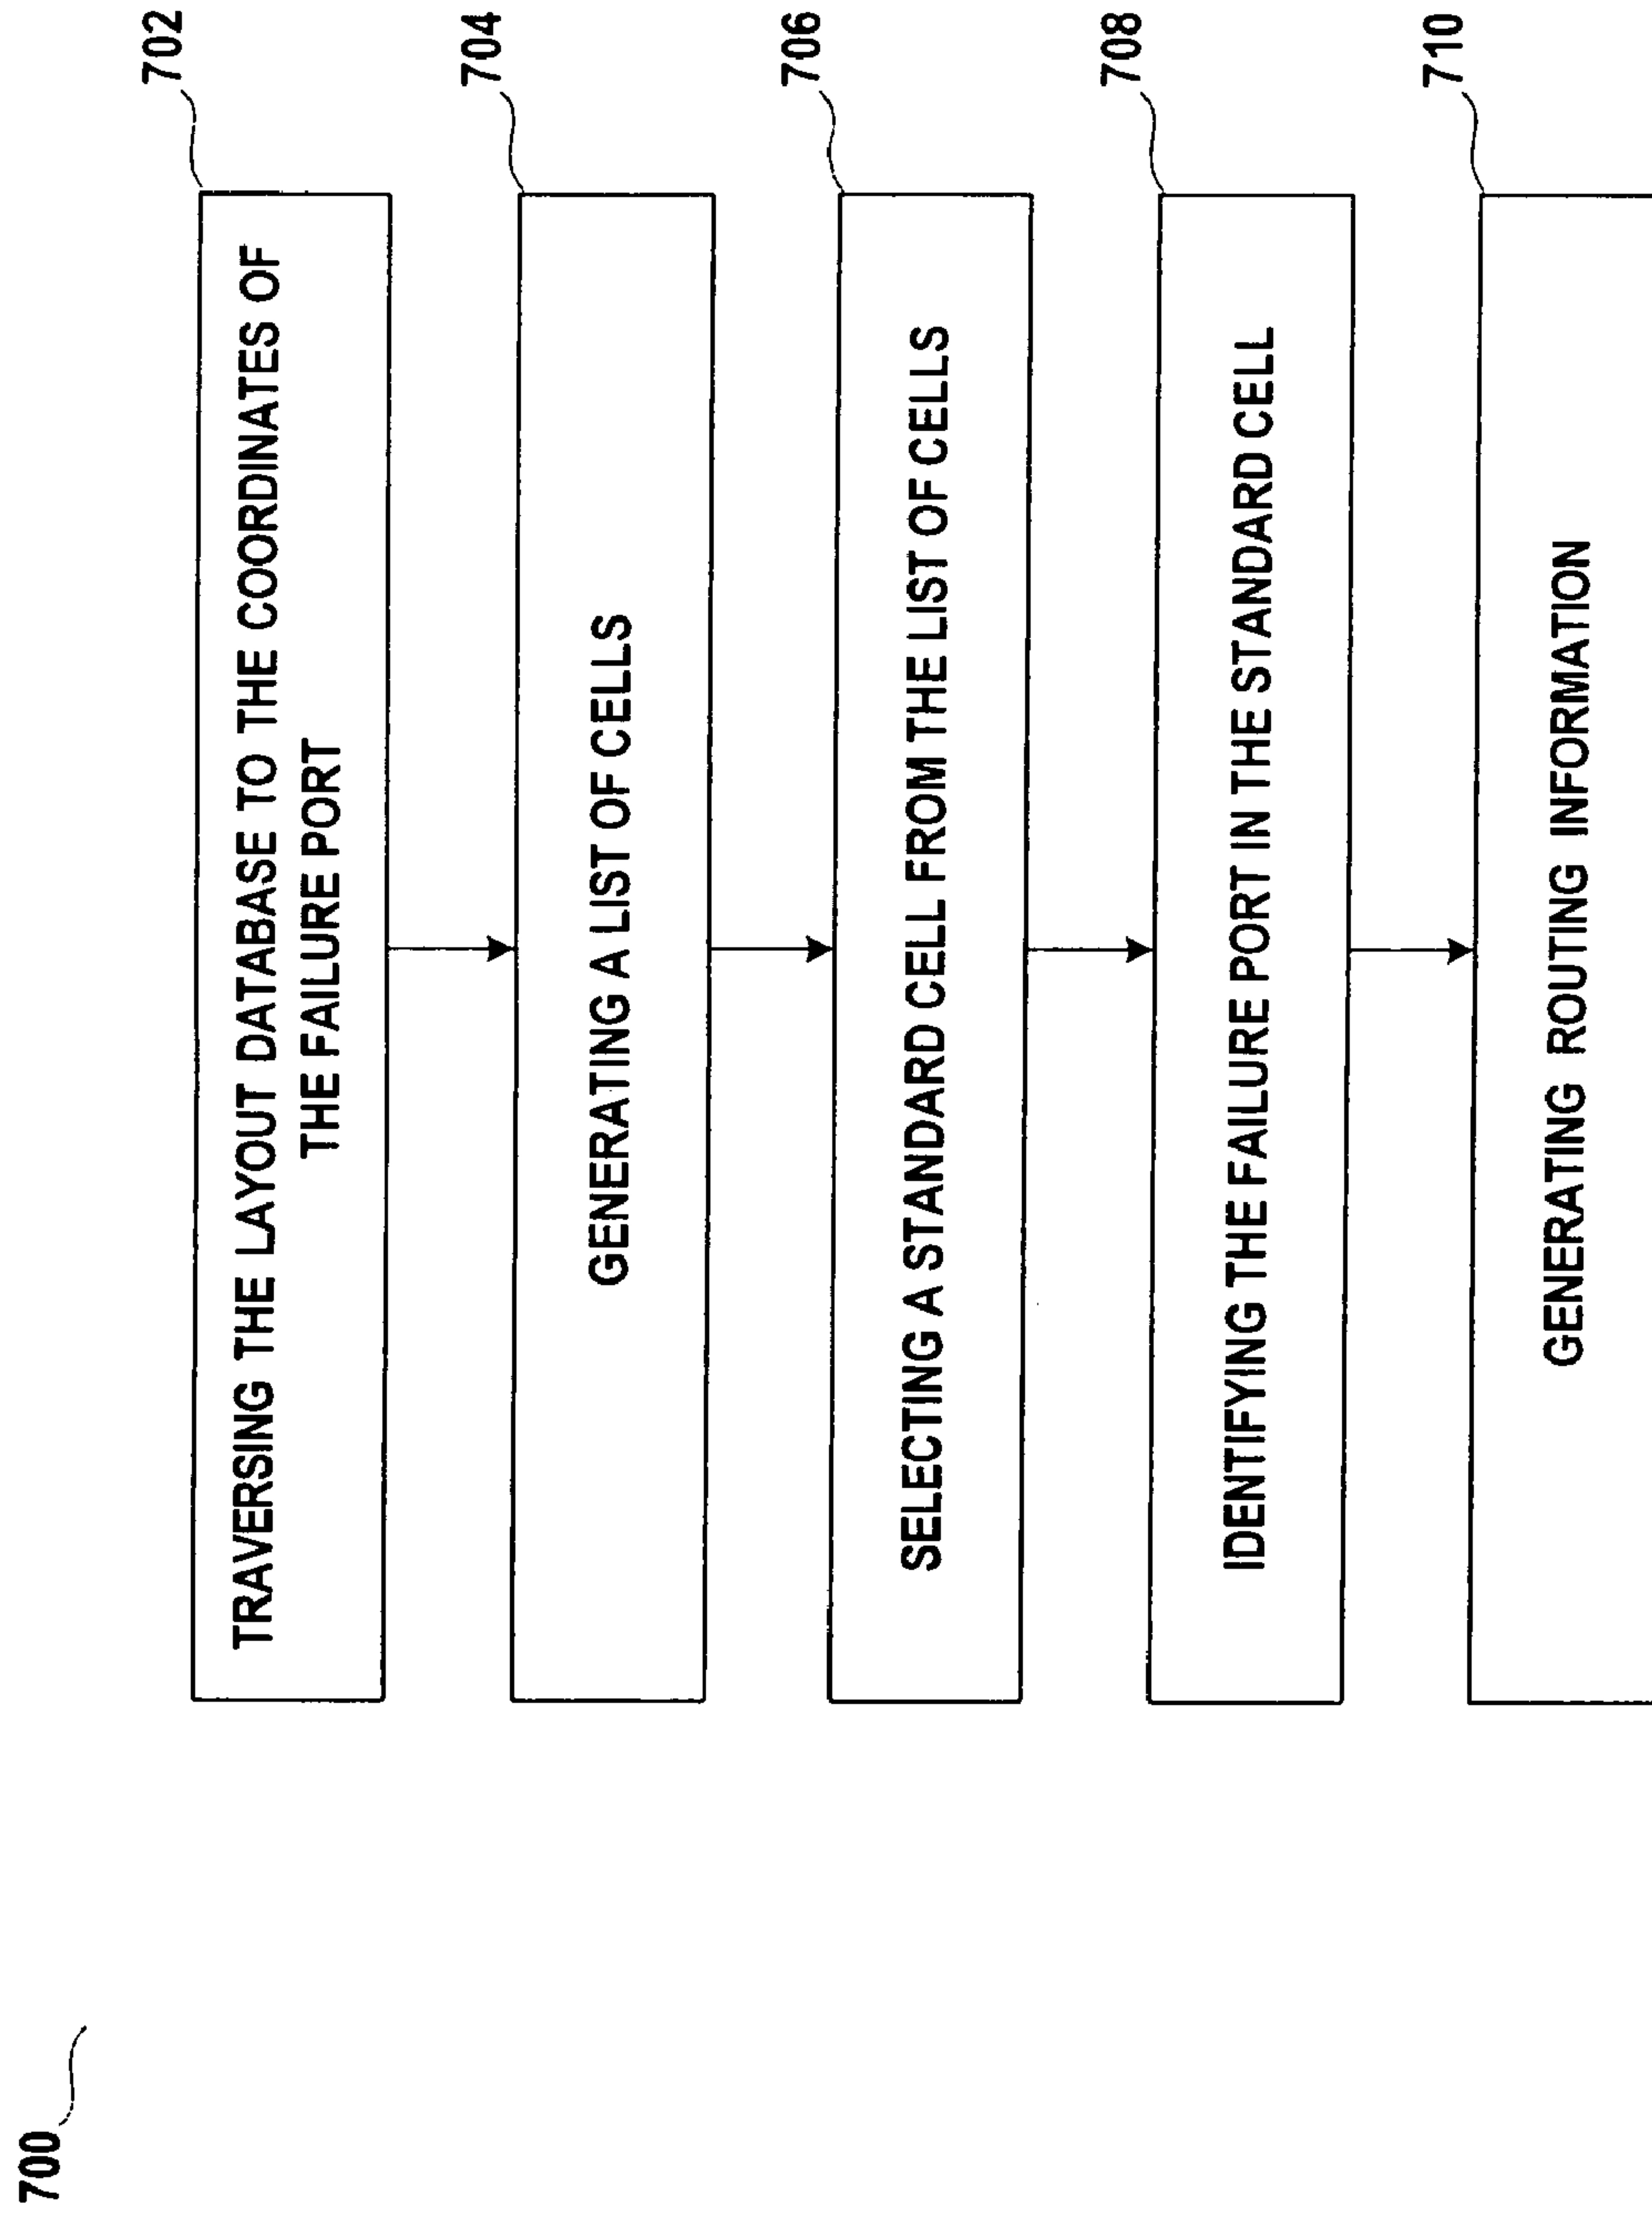 700
702
TRAVERSING THE LAYOUT DATABASE TO THE COORDINATES OF
THE FAILURE PORT
704
GENERATING A LIST OF CELLS
706
SELECTING A STANDARD CELL FROM THE LIST OF CELLS
708
IDENTIFYING THE FAILURE PORT IN THE STANDARD CELL
710
GENERATING ROUTING INFORMATION